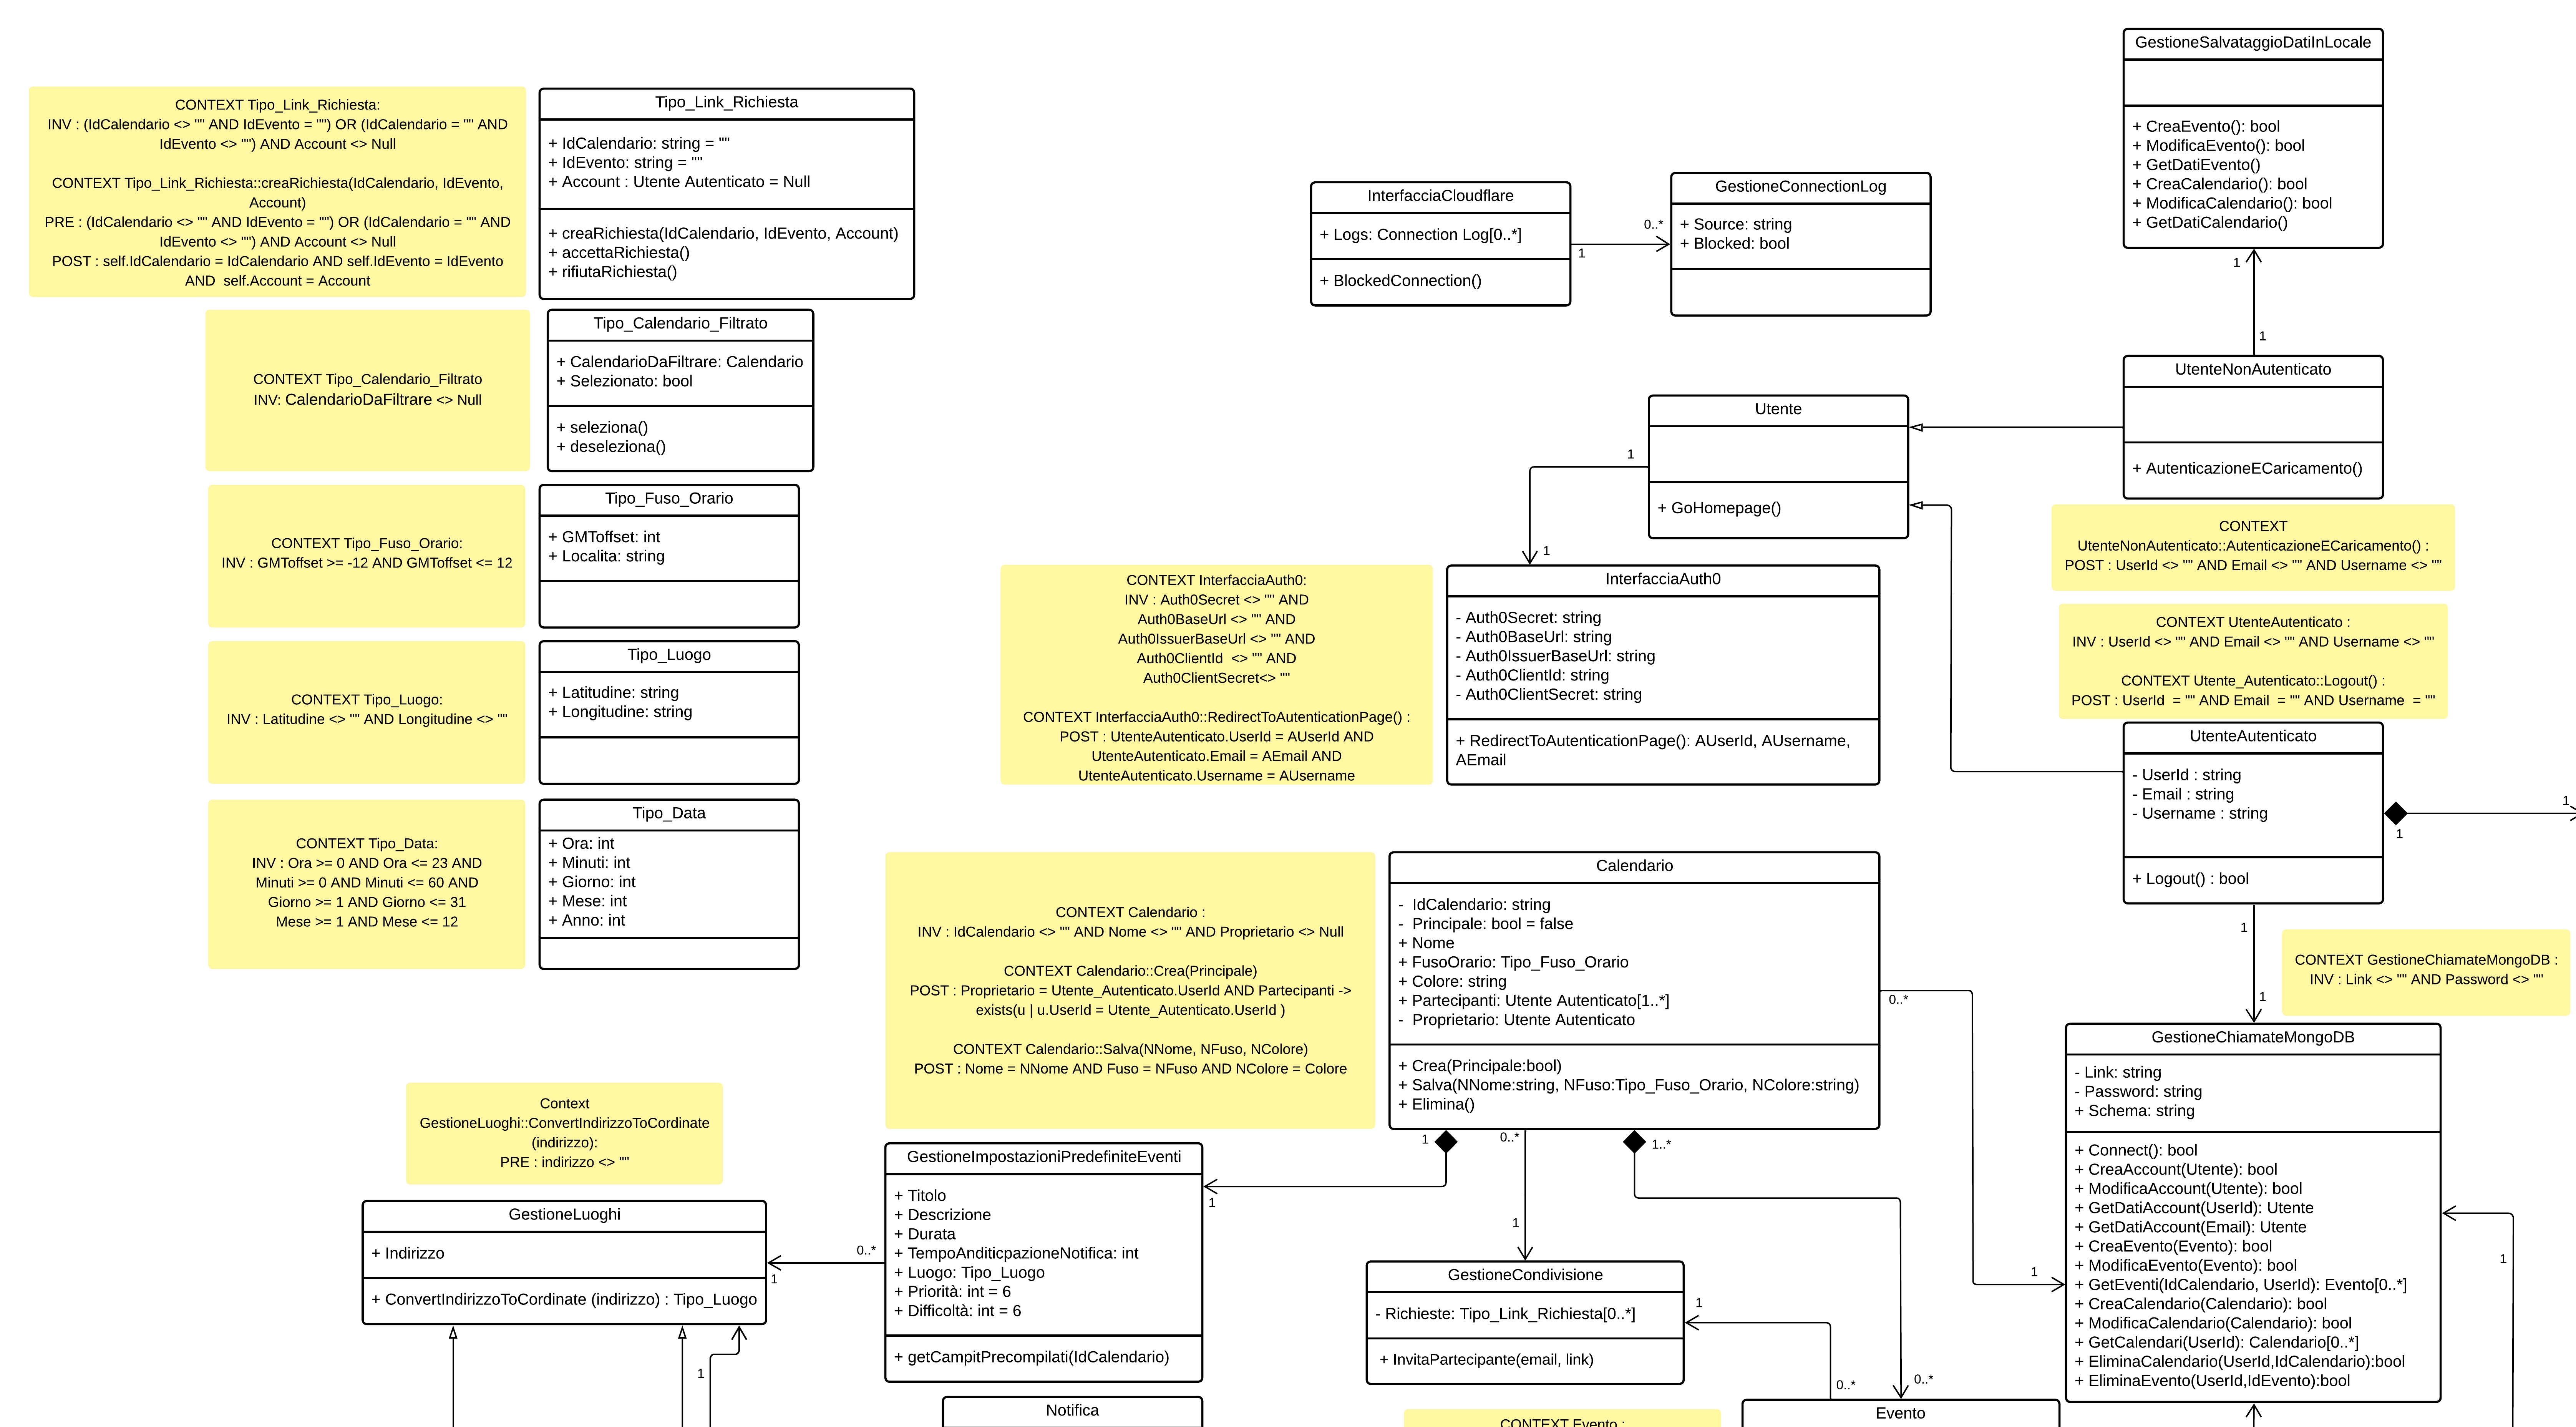 CONTEXT Tipo_Link_Richiesta:
INV : (IdCalendario <> "" AND IdEvento = "") OR (IdCalendario = "" AND
IdEvento <> "") AND Account <> Null
CONTEXT Tipo_Link_Richiesta::creaRichiesta(IdCalendario, IdEvento,
Account)
PRE : (IdCalendario <> "" AND IdEvento = "") OR (IdCalendario = "" AND
IdEvento <> "") AND Account <> Null
POST : self.IdCalendario = IdCalendario AND self.IdEvento = IdEvento
AND  self.Account = Account
Tipo_Link_Richiesta
+ IdCalendario: string = ""
+ IdEvento: string = ""
+ Account : Utente Autenticato = Null
+ creaRichiesta(IdCalendario, IdEvento, Account)
+ accettaRichiesta()
+ rifiutaRichiesta()
CONTEXT Tipo_Calendario_Filtrato
INV: CalendarioDaFiltrare <> Null
Tipo_Calendario_Filtrato
+ CalendarioDaFiltrare: Calendario
+ Selezionato: bool
+ seleziona()
+ deseleziona()
CONTEXT Tipo_Fuso_Orario:
INV : GMToffset >= -12 AND GMToffset <= 12
Tipo_Fuso_Orario
+ GMToffset: int
+ Localita: string
CONTEXT Tipo_Luogo:
INV : Latitudine <> "" AND Longitudine <> ""
Tipo_Luogo
+ Latitudine: string
+ Longitudine: string
CONTEXT Tipo_Data:
INV : Ora >= 0 AND Ora <= 23 AND
Minuti >= 0 AND Minuti <= 60 AND
Giorno >= 1 AND Giorno <= 31
Mese >= 1 AND Mese <= 12
Tipo_Data
+ Ora: int
+ Minuti: int
+ Giorno: int
+ Mese: int
+ Anno: int
InterfacciaCloudflare
+ Logs: Connection Log[0..*]
+ BlockedConnection()
1
0..*
GestioneConnectionLog
+ Source: string
+ Blocked: bool
GestioneSalvataggioDatiInLocale
+ CreaEvento(): bool
+ ModificaEvento(): bool
+ GetDatiEvento()
+ CreaCalendario(): bool
+ ModificaCalendario(): bool
+ GetDatiCalendario()
1
1
UtenteNonAutenticato
+ AutenticazioneECaricamento()
Utente
+ GoHomepage()
1
1
CONTEXT
UtenteNonAutenticato::AutenticazioneECaricamento() :
POST : UserId <> "" AND Email <> "" AND Username <> ""
CONTEXT UtenteAutenticato :
INV : UserId <> "" AND Email <> "" AND Username <> ""
CONTEXT Utente_Autenticato::Logout() :
POST : UserId  = "" AND Email  = "" AND Username  = ""
CONTEXT InterfacciaAuth0:
INV : Auth0Secret <> "" AND
Auth0BaseUrl <> "" AND
Auth0IssuerBaseUrl <> "" AND
Auth0ClientId  <> "" AND
Auth0ClientSecret<> ""
CONTEXT InterfacciaAuth0::RedirectToAutenticationPage() :
POST : UtenteAutenticato.UserId = AUserId AND
UtenteAutenticato.Email = AEmail AND
UtenteAutenticato.Username = AUsername
InterfacciaAuth0
- Auth0Secret: string
- Auth0BaseUrl: string
- Auth0IssuerBaseUrl: string
- Auth0ClientId: string
- Auth0ClientSecret: string
+ RedirectToAutenticationPage(): AUserId, AUsername,
AEmail
UtenteAutenticato
- UserId : string
- Email : string
- Username : string
+ Logout() : bool
1
1
1
1
CONTEXT GestioneChiamateMongoDB :
INV : Link <> "" AND Password <> ""
CONTEXT Calendario :
INV : IdCalendario <> "" AND Nome <> "" AND Proprietario <> Null
CONTEXT Calendario::Crea(Principale)
POST : Proprietario = Utente_Autenticato.UserId AND Partecipanti ->
exists(u | u.UserId = Utente_Autenticato.UserId )
CONTEXT Calendario::Salva(NNome, NFuso, NColore)
POST : Nome = NNome AND Fuso = NFuso AND NColore = Colore
Calendario
-  IdCalendario: string
-  Principale: bool = false
+ Nome
+ FusoOrario: Tipo_Fuso_Orario
+ Colore: string
+ Partecipanti: Utente Autenticato[1..*]
-  Proprietario: Utente Autenticato
+ Crea(Principale:bool)
+ Salva(NNome:string, NFuso:Tipo_Fuso_Orario, NColore:string)
+ Elimina()
0..*
1
GestioneChiamateMongoDB
- Link: string
- Password: string
+ Schema: string
+ Connect(): bool
+ CreaAccount(Utente): bool
+ ModificaAccount(Utente): bool
+ GetDatiAccount(UserId): Utente
+ GetDatiAccount(Email): Utente
+ CreaEvento(Evento): bool
+ ModificaEvento(Evento): bool
+ GetEventi(IdCalendario, UserId): Evento[0..*]
+ CreaCalendario(Calendario): bool
+ ModificaCalendario(Calendario): bool
+ GetCalendari(UserId): Calendario[0..*]
+ EliminaCalendario(UserId,IdCalendario):bool
+ EliminaEvento(UserId,IdEvento):bool
1
Context
GestioneLuoghi::ConvertIndirizzoToCordinate
(indirizzo):
PRE : indirizzo <> ""
GestioneLuoghi
+ Indirizzo
+ ConvertIndirizzoToCordinate (indirizzo) : Tipo_Luogo
0..*
1
1
GestioneImpostazioniPredefiniteEventi
+ Titolo
+ Descrizione
+ Durata
+ TempoAnditicpazioneNotifica: int
+ Luogo: Tipo_Luogo
+ Priorità: int = 6
+ Difficoltà: int = 6
+ getCampitPrecompilati(IdCalendario)
1
1
0..*
1
1..*
0..*
GestioneCondivisione
- Richieste: Tipo_Link_Richiesta[0..*]
+ InvitaPartecipante(email, link)
1
0..*
Notifica
CONTEXT Evento :
Evento